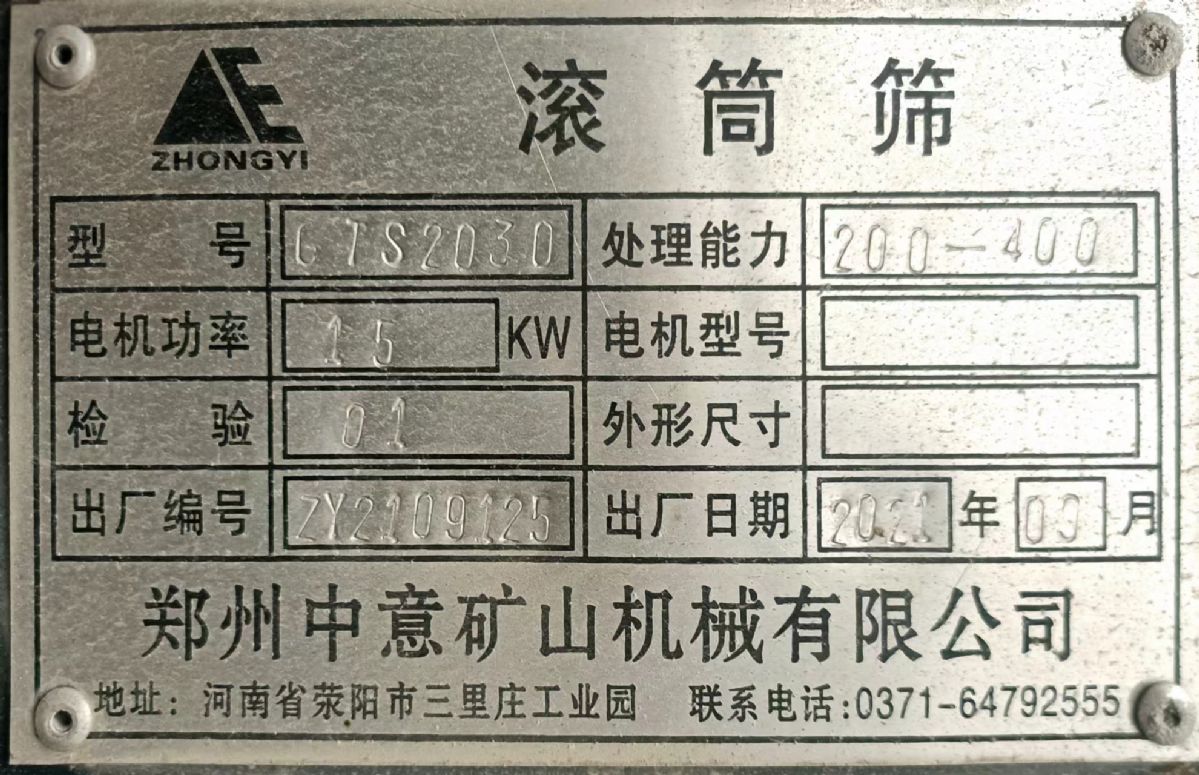 ZHONGYI
滚筒筛
型号 GTS2030 处理能力 200-400
电机功率 15 KW 电机型号
检验 01 外形尺寸
出厂编号 ZY2109125 出厂日期 2021 年 09 月
郑州中意矿山机械有限公司
地址: 河南省荥阳市三里庄工业园 联系电话:0371-64792555